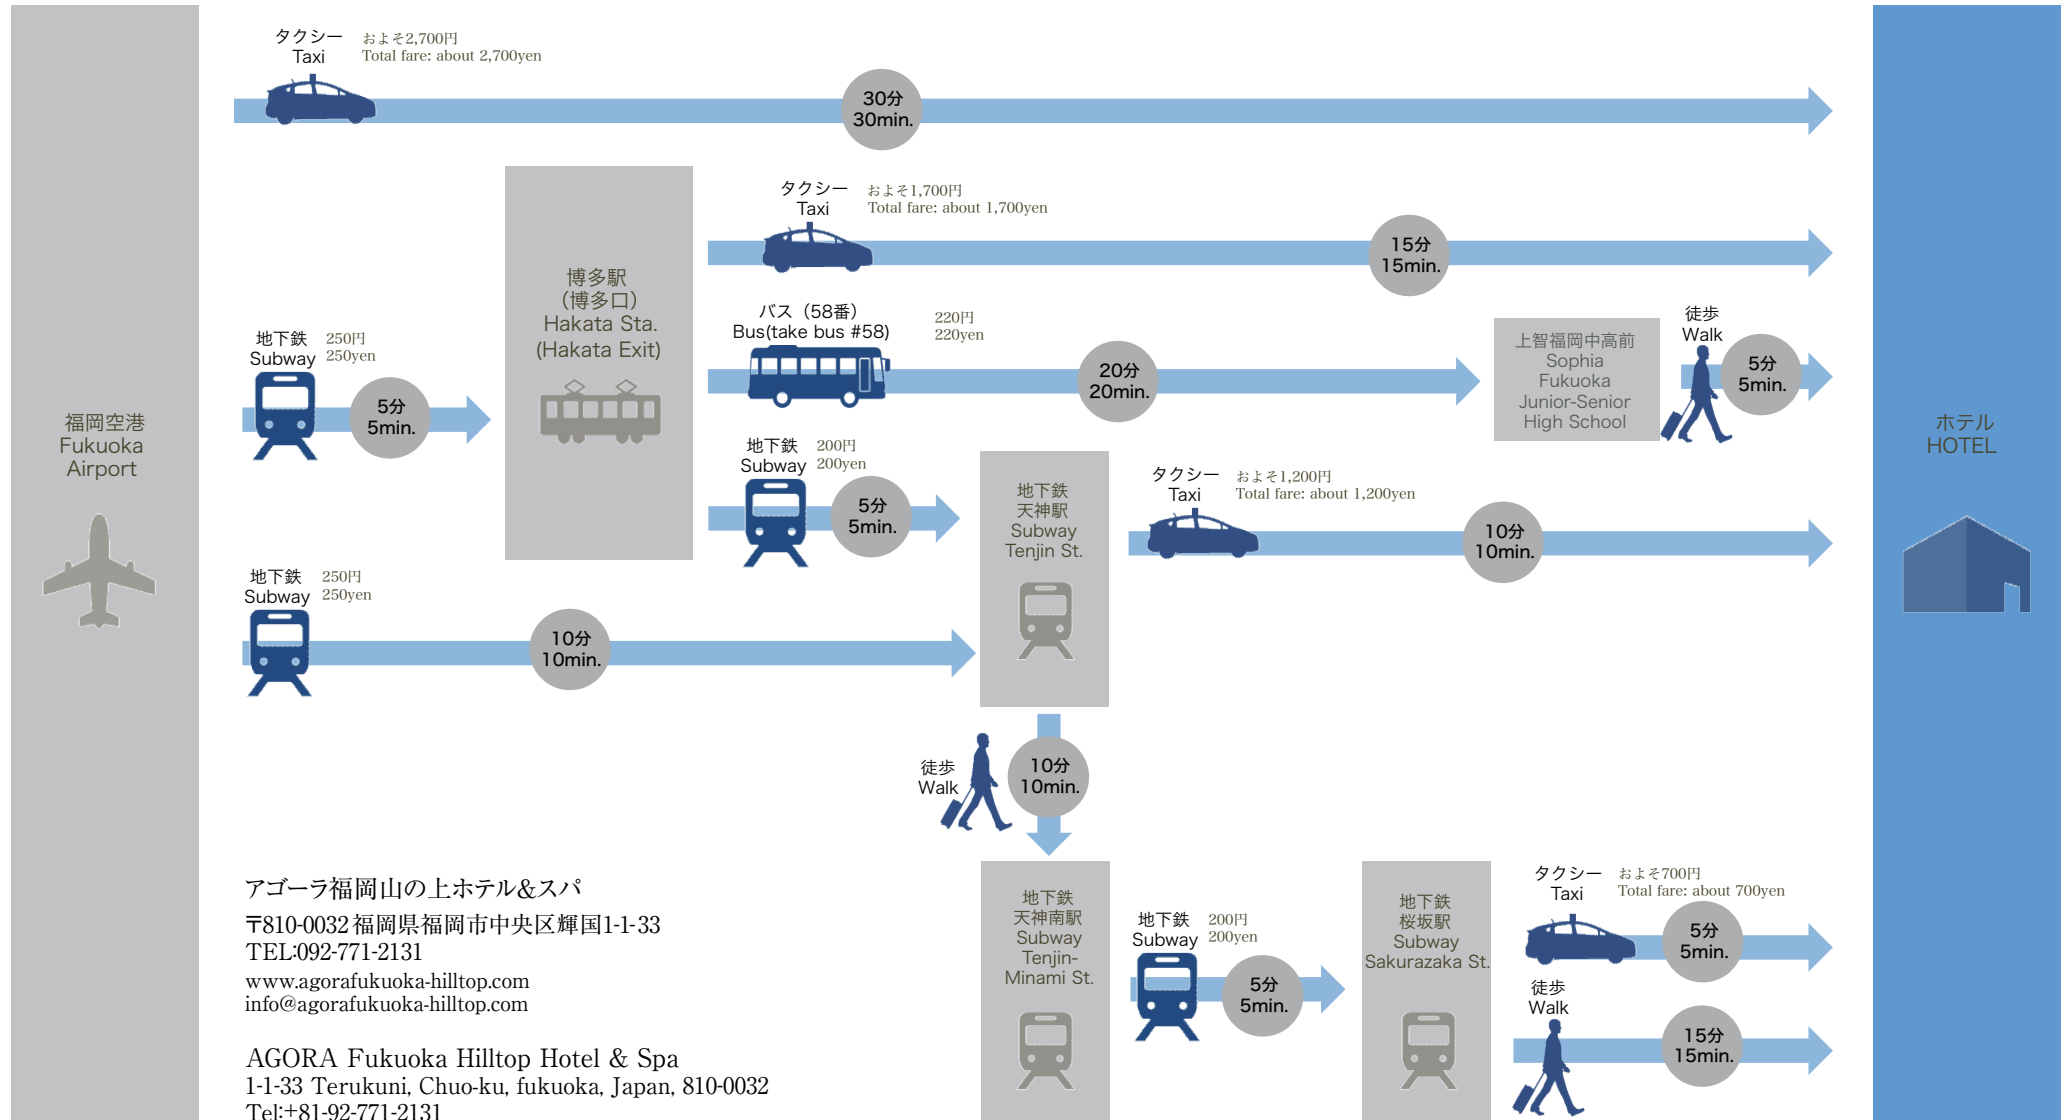 タクシー
Taxi
およそ2,700円
Total fare: about 2,700yen
30分
30min.
タクシー
Taxi
およそ1,700円
Total fare: about 1,700yen
15分
15min.
博多駅
(博多口)
Hakata Sta.
(Hakata Exit)
地下鉄
Subway
250円
250yen
5分
5min.
バス（58番）
Bus(take bus #58)
220円
220yen
20分
20min.
上智福岡中高前
Sophia
Fukuoka
Junior-Senior
High School
徒歩
Walk
5分
5min.
福岡空港
Fukuoka
Airport
ホテル
HOTEL
地下鉄
Subway
200円
200yen
5分
5min.
地下鉄
天神駅
Subway
Tenjin St.
タクシー
Taxi
およそ1,200円
Total fare: about 1,200yen
10分
10min.
地下鉄
Subway
250円
250yen
10分
10min.
徒歩
Walk
10分
10min.
地下鉄
天神南駅
Subway
Tenjin-
Minami St.
地下鉄
Subway
200円
200yen
5分
5min.
地下鉄
桜坂駅
Subway
Sakurazaka St.
タクシー
Taxi
およそ700円
Total fare: about 700yen
5分
5min.
徒歩
Walk
15分
15min.
アゴーラ福岡山の上ホテル&スパ
〒810-0032 福岡県福岡市中央区輝国1-1-33
TEL:092-771-2131
www.agorafukuoka-hilltop.com
info@agorafukuoka-hilltop.com
AGORA Fukuoka Hilltop Hotel & Spa
1-1-33 Terukuni, Chuo-ku, fukuoka, Japan, 810-0032
Tel:+81-92-771-2131